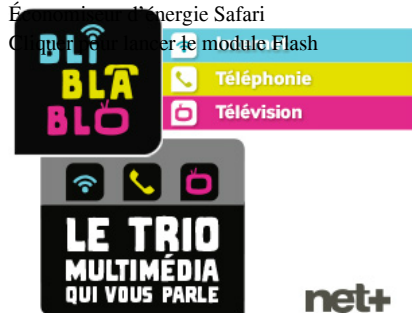 Économiseur d'énergie Safari
Cliquer pour lancer le module Flash
BLI
BLA
BLO
Internet
Téléphonie
Télévision
LE TRIO
MULTIMÉDIA
QUI VOUS PARLE
net+